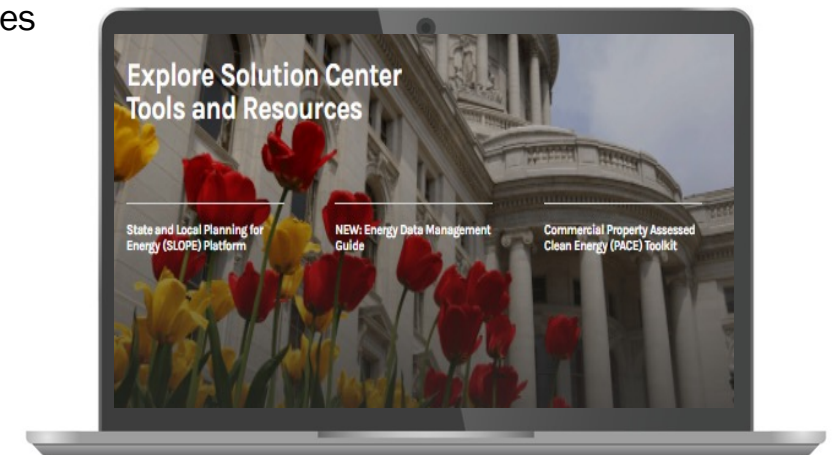 es
Explore Solution Center
Tools and Resources
State and Local Planning for
Energy (SLOPE) Platform
NEW: Energy Data Management
Guide
Commercial Property Assessed
Clean Energy (PACE) Toolkit